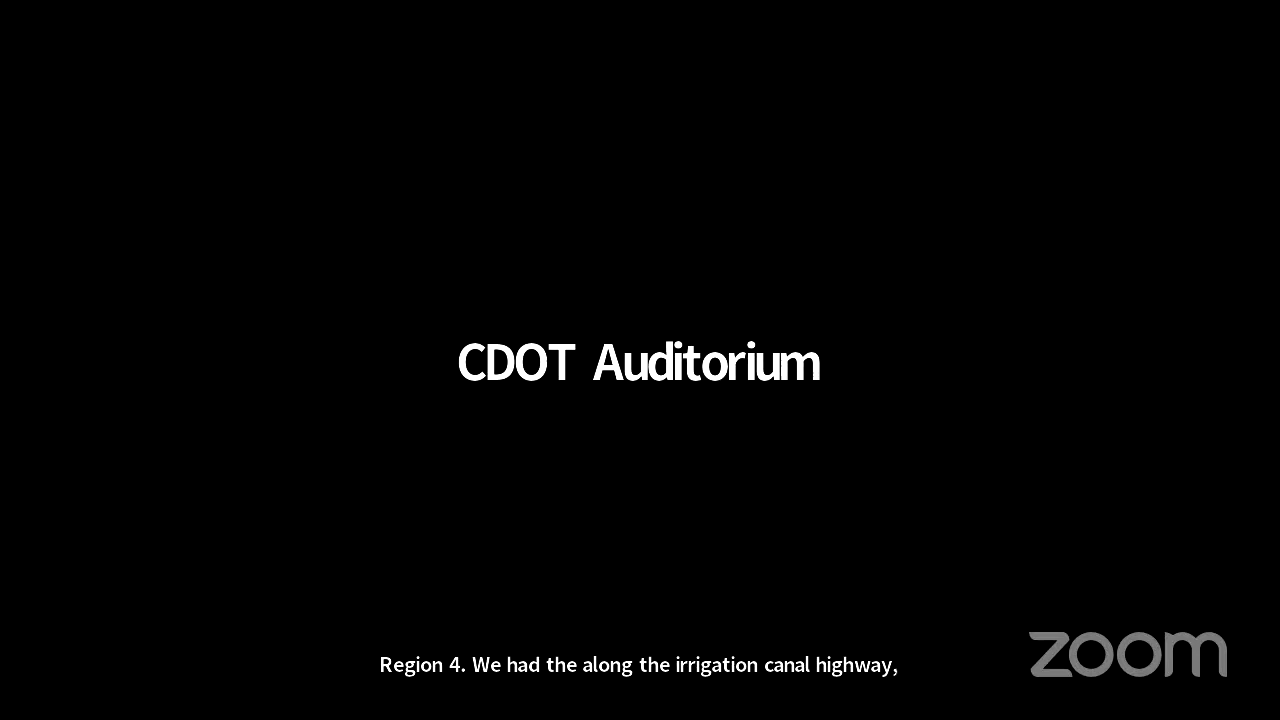 CDOT Auditorium
Region 4. We had the along the irrigation canal highway,
zoom